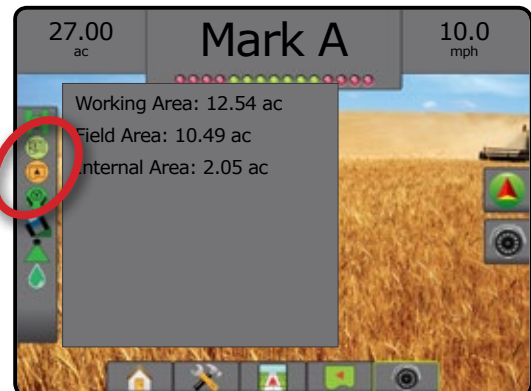 27.00
ac
Mark A
10.0
mph
Working Area: 12.54 ac
Field Area: 10.49 ac
Internal Area: 2.05 ac